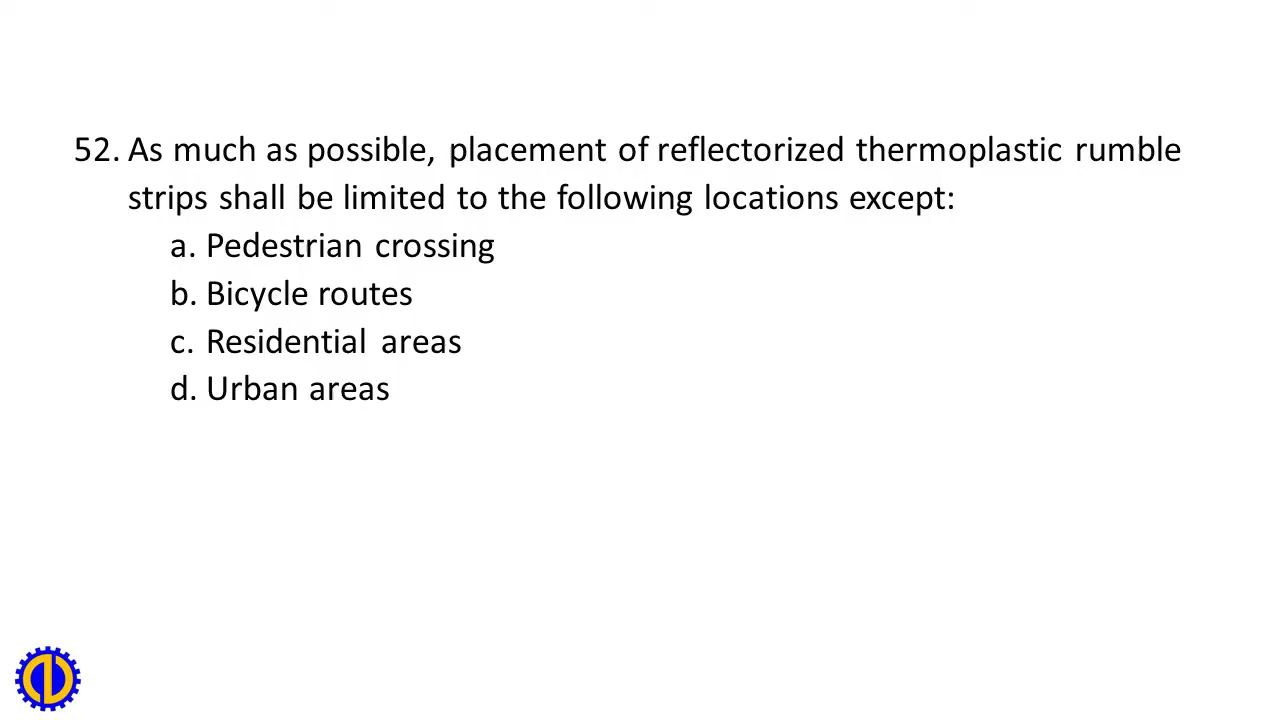 52. As much as possible, placement of reflectorized thermoplastic rumble
strips shall be limited to the following locations except:
a. Pedestrian crossing
b. Bicycle routes
c. Residential areas
d. Urban areas